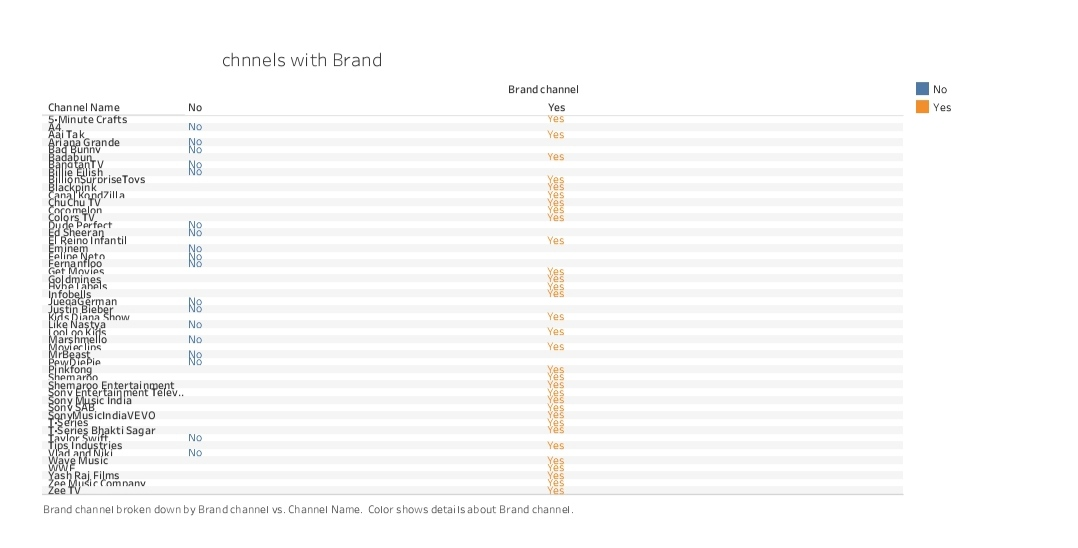 chnnels with Brand
Brand channel
No
Channel Name No Yes
Yes
5-Minute Crafts Yes
A4 No
Aaj Tak Yes
Ariana Grande No
Bad Bunny No
Badabun Yes
BangtanTV No
Billie Eilish No
BillionSurpriseToys Yes
Blackpink Yes
Canal KondZilla Yes
ChuChu TV Yes
Cocomelon Yes
Colors TV Yes
Dude Perfect No
Ed Sheeran No
El Reino Infantil Yes
Eminem No
Felipe Neto No
Fernanfloo No
Get Movies Yes
Goldmines Yes
Hybe Labels Yes
Infobells Yes
JuegaGerman No
Justin Bieber No
Kids Diana Show Yes
Like Nastya No
LooLoo Kids Yes
Marshmello No
Movieclips Yes
MrBeast No
PewDiePie No
Pinkfong Yes
Shemaroo Yes
Shemaroo Entertainment Yes
Sony Entertainment Telev.. Yes
Sony Music India Yes
Sony SAB Yes
SonyMusicIndiaVEVO Yes
T-Series Yes
T-Series Bhakti Sagar Yes
Taylor Swift No
Tips Industries Yes
Vlad and Niki No
Wave Music Yes
WWE Yes
Yash Raj Films Yes
Zee Music Company Yes
Zee TV Yes
Brand channel broken down by Brand channel vs. Channel Name. Color shows details about Brand channel.